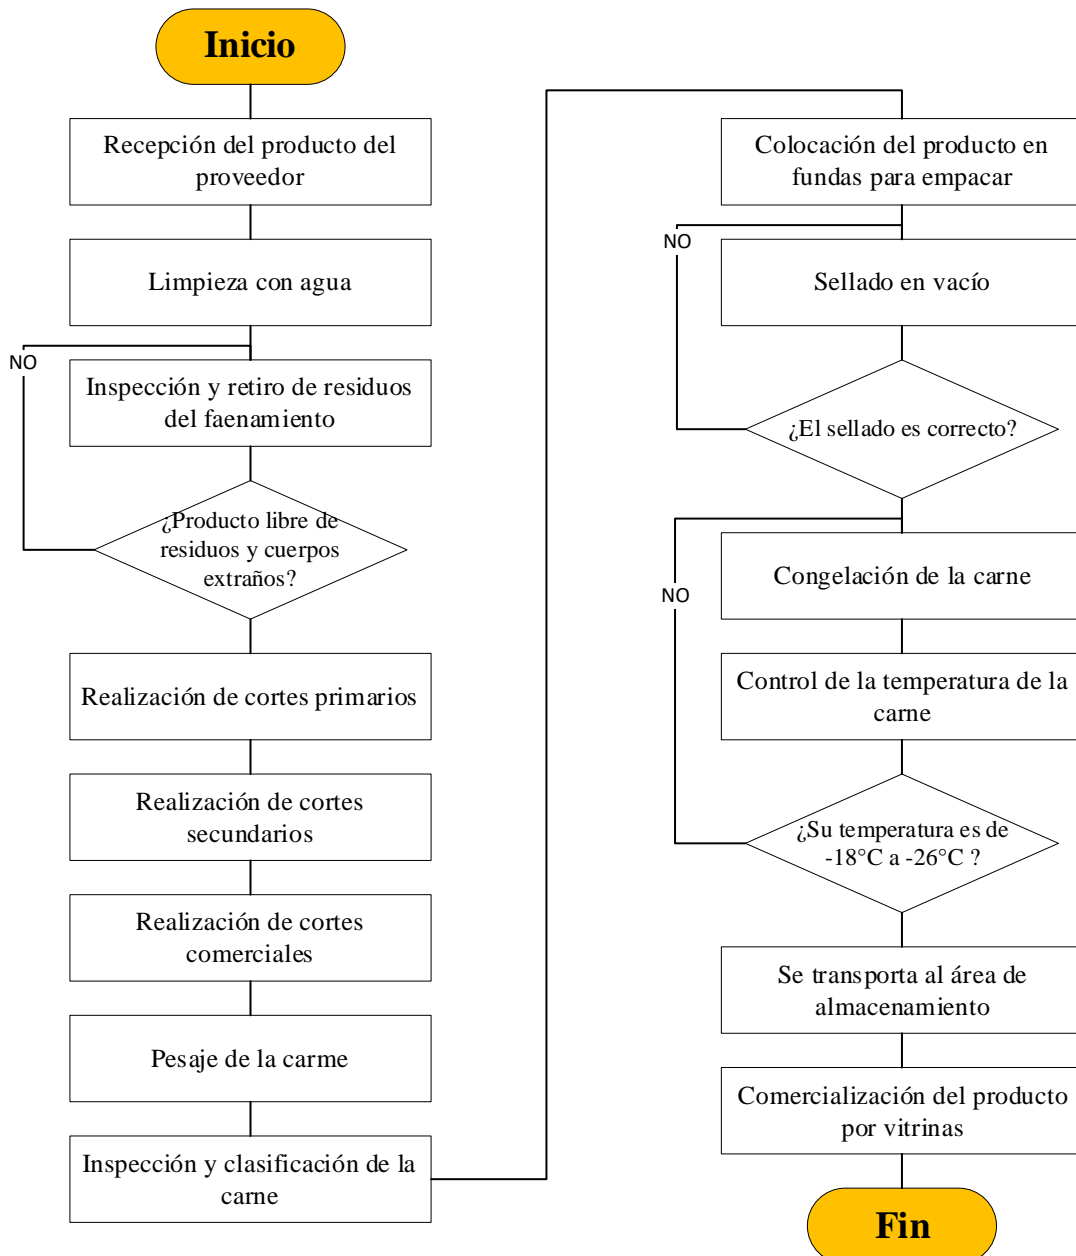 Inicio
Recepción del producto del
proveedor
Limpieza con agua
NO
Inspección y retiro de residuos
del faenamiento
¿Producto libre de
residuos y cuerpos
extraños?
Realización de cortes primarios
Realización de cortes
secundarios
Realización de cortes
comerciales
Pesaje de la carme
Inspección y clasificación de la
carne
Colocación del producto en
fundas para empacar
NO
Sellado en vacío
¿El sellado es correcto?
Congelación de la carne
NO
Control de la temperatura de la
carne
¿Su temperatura es de
-18°C a -26°C ?
Se transporta al área de
almacenamiento
Comercialización del producto
por vitrinas
Fin